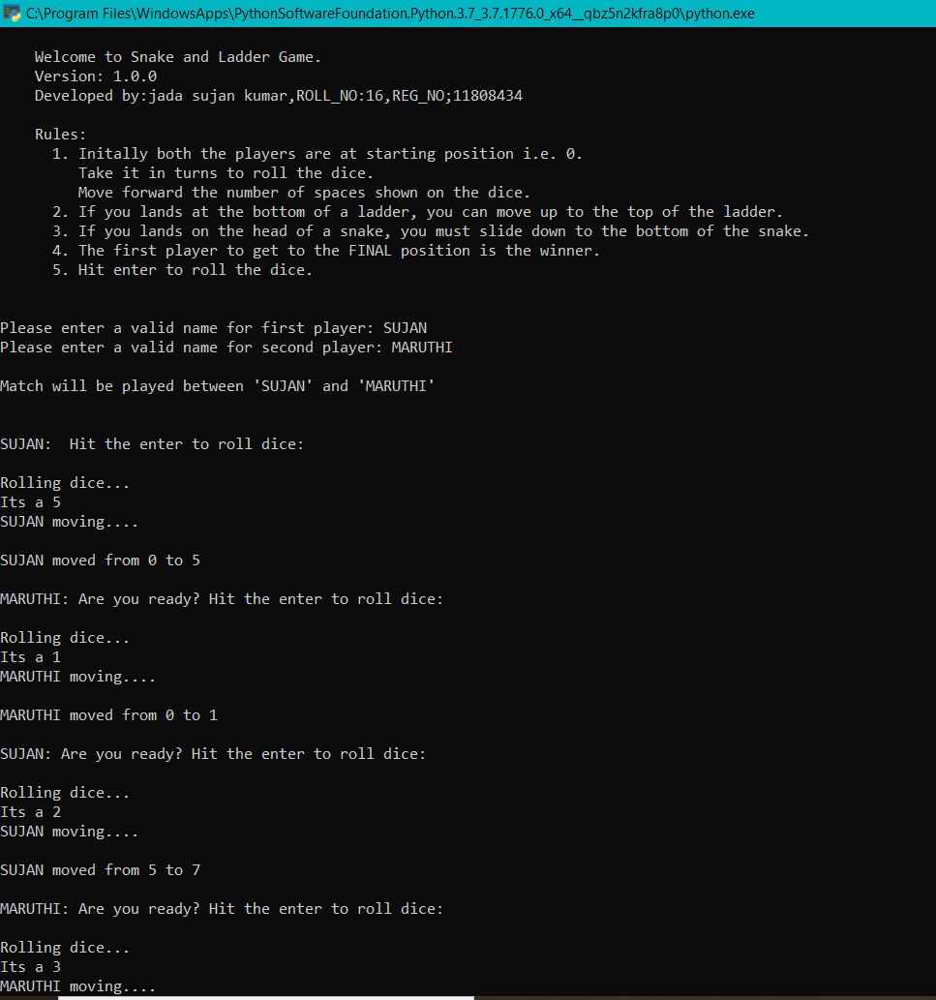 C:\Program Files\WindowsApps\PythonSoftwareFoundation.Python.3.7_3.7.1776.0_x64__qbz5n2kfra8p0\python.exe
Welcome to Snake and Ladder Game.
Version: 1.0.0
Developed by:jada sujan kumar,ROLL_NO:16,REG_NO;11808434
Rules:
1. Initally both the players are at starting position i.e. 0.
Take it in turns to roll the dice.
Move forward the number of spaces shown on the dice.
2. If you lands at the bottom of a ladder, you can move up to the top of the ladder.
3. If you lands on the head of a snake, you must slide down to the bottom of the snake.
4. The first player to get to the FINAL position is the winner.
5. Hit enter to roll the dice.
Please enter a valid name for first player: SUJAN
Please enter a valid name for second player: MARUTHI
Match will be played between 'SUJAN' and 'MARUTHI'
SUJAN:  Hit the enter to roll dice:
Rolling dice...
Its a 5
SUJAN moving....
SUJAN moved from 0 to 5
MARUTHI: Are you ready? Hit the enter to roll dice:
Rolling dice...
Its a 1
MARUTHI moving....
MARUTHI moved from 0 to 1
SUJAN: Are you ready? Hit the enter to roll dice:
Rolling dice...
Its a 2
SUJAN moving....
SUJAN moved from 5 to 7
MARUTHI: Are you ready? Hit the enter to roll dice:
Rolling dice...
Its a 3
MARUTHI moving....